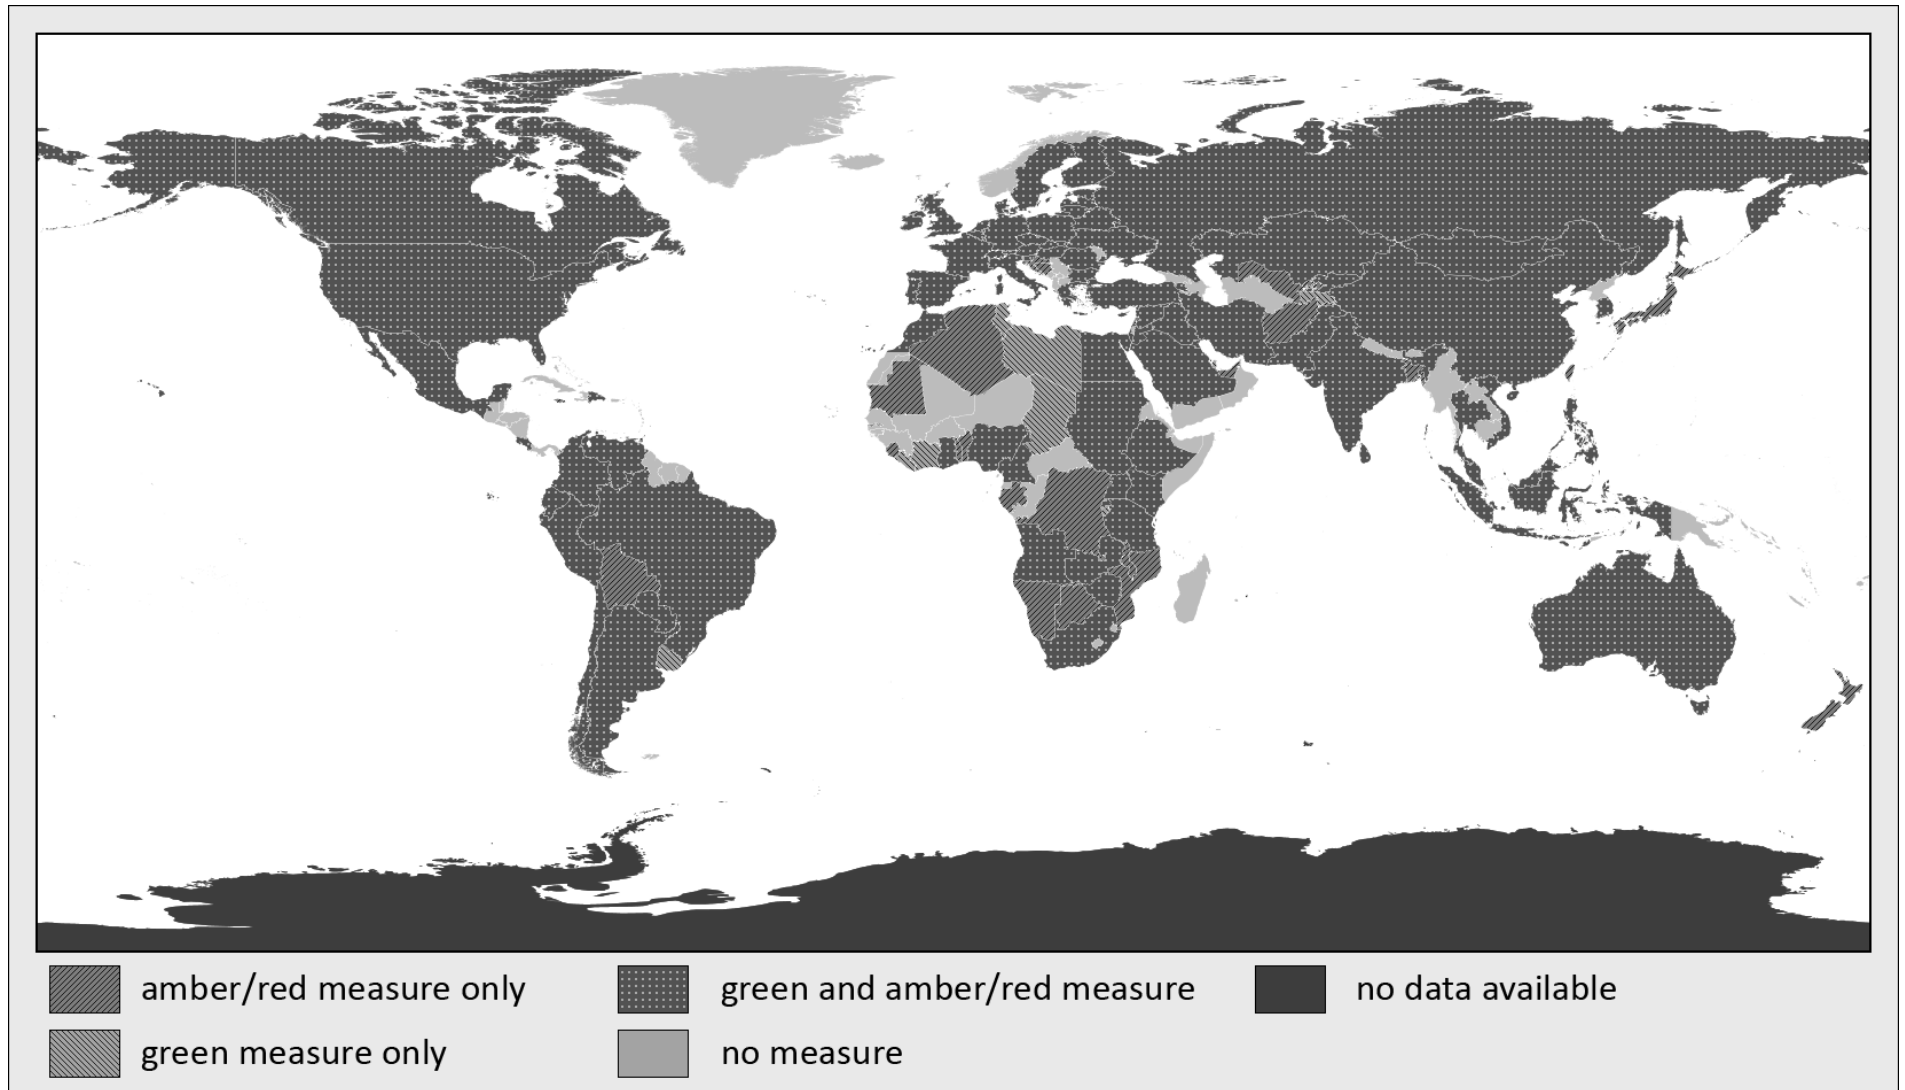 amber/red measure only
green and amber/red measure
no data available
green measure only
no measure